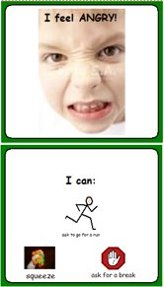 I feel ANGRY!
I can:
ask to go for a run
squeeze
ask for a break